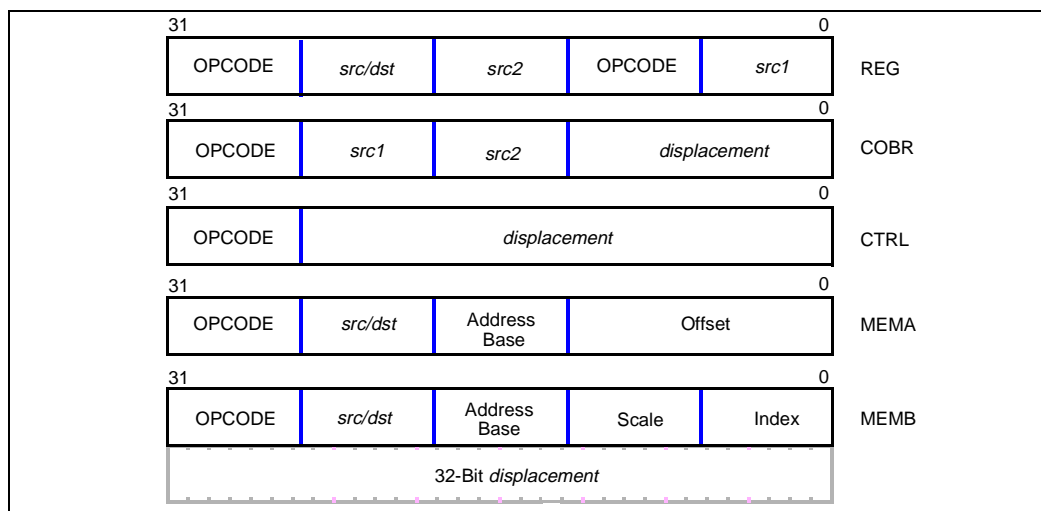 31 0
OPCODE src/dst src2 OPCODE src1 REG
31 0
OPCODE src1 src2 displacement COBR
31 0
OPCODE displacement CTRL
31 0
OPCODE src/dst Address Base Offset MEMA
31 0
OPCODE src/dst Address Base Scale Index MEMB
32-Bit displacement